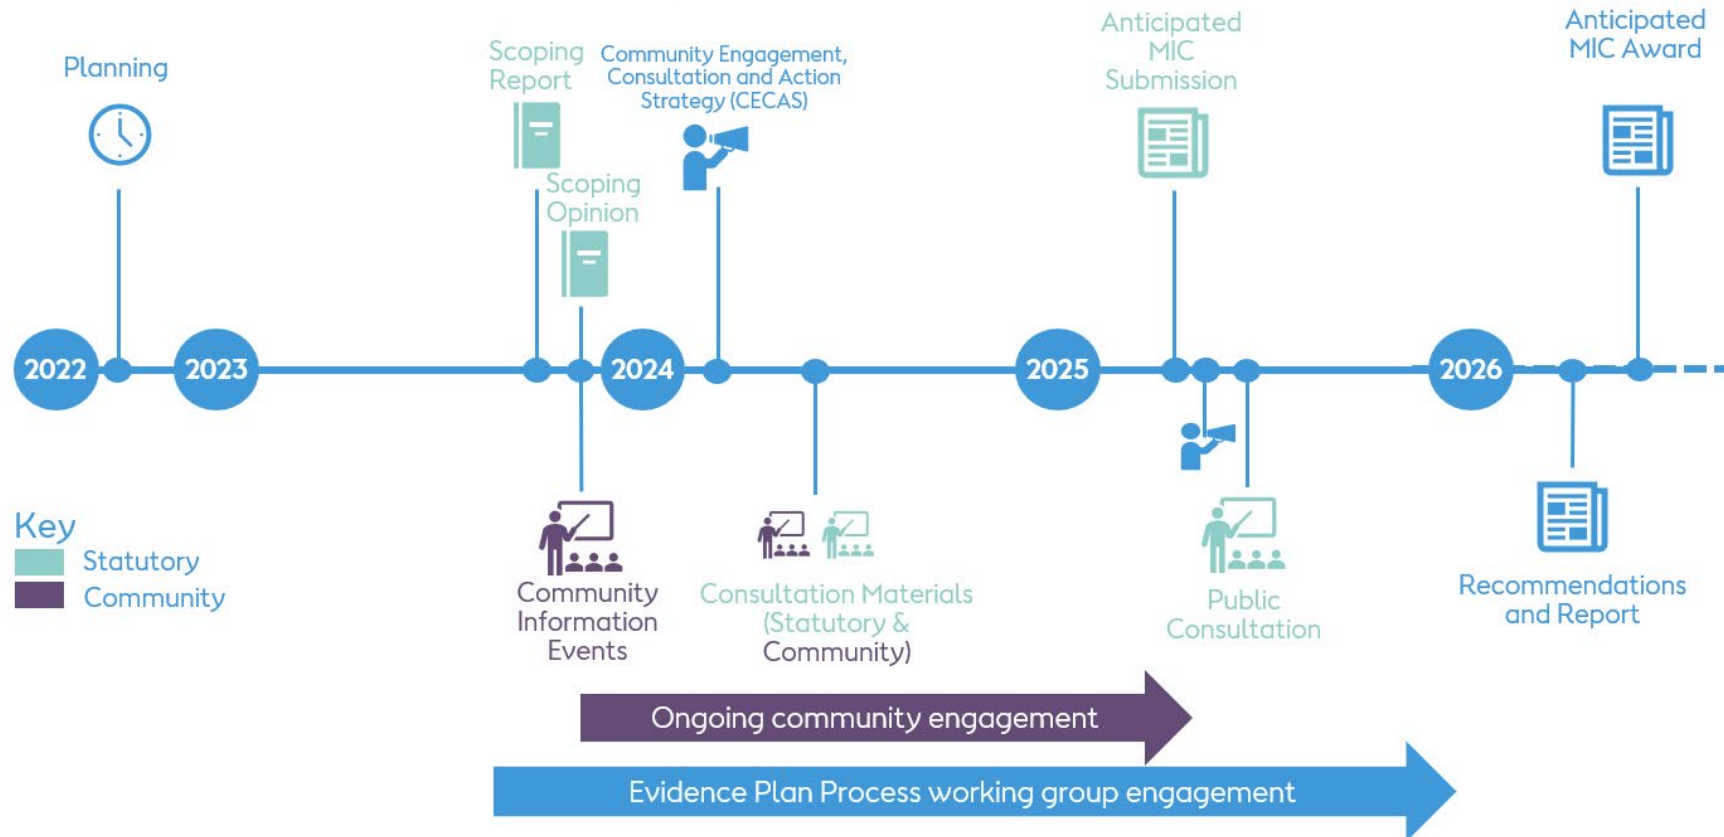 Planning
Scoping
Report
Scoping
Opinion
Community Engagement,
Consultation and Action
Strategy (CECAS)
Anticipated
MIC
Submission
Anticipated
MIC Award
2022
2023
2024
2025
2026
Key
Statutory
Community
Community
Information
Events
Consultation Materials
(Statutory &
Community)
Public
Consultation
Recommendations
and Report
Ongoing community engagement
Evidence Plan Process working group engagement